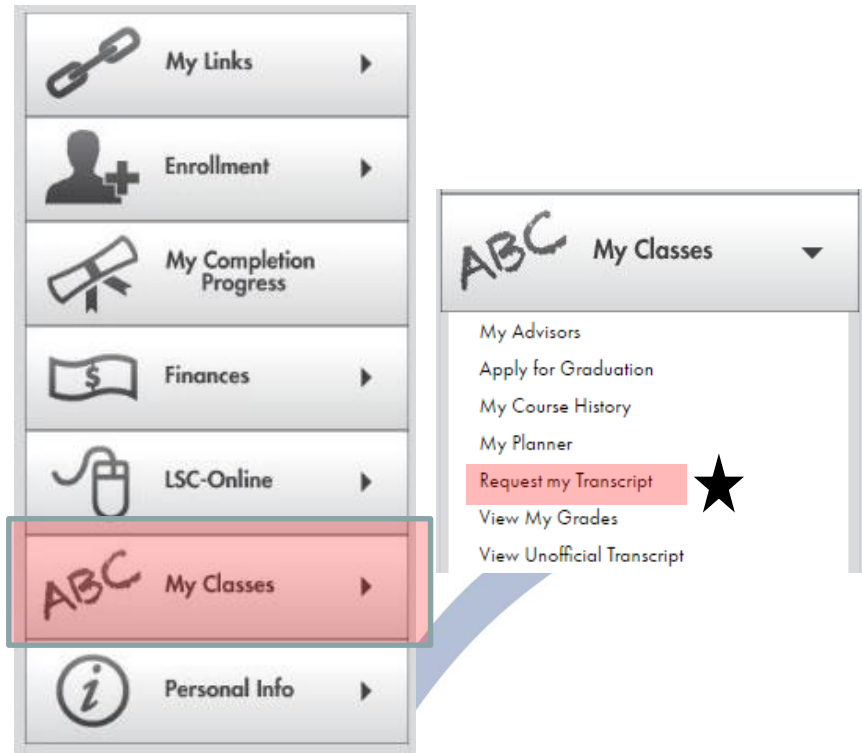 My Links
Enrollment
My Completion
Progress
Finances
$
LSC-Online
ABC
My Classes
i
Personal Info
ABC
My Classes
My Advisors
Apply for Graduation
My Course History
My Planner
Request my Transcript
View My Grades
View Unofficial Transcript